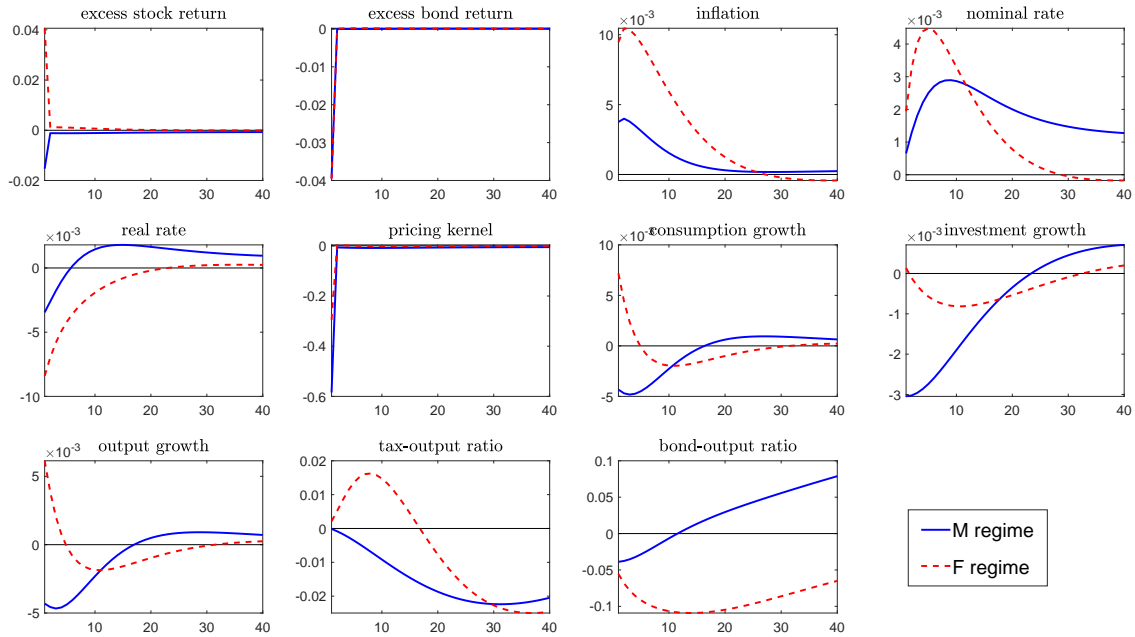 excess stock return
0.04
0.02
0
-0.02
10 20 30 40
excess bond return
0
-0.01
-0.02
-0.03
-0.04
10 20 30 40
inflation
×10⁻³
10
5
0
10 20 30 40
nominal rate
×10⁻³
4
3
2
1
0
10 20 30 40
real rate
×10⁻³
0
-5
-10
10 20 30 40
pricing kernel
0
-0.2
-0.4
-0.6
10 20 30 40
consumption growth
×10⁻³
10
5
0
-5
10 20 30 40
investment growth
×10⁻³
0
-1
-2
-3
10 20 30 40
output growth
×10⁻³
5
0
-5
10 20 30 40
tax-output ratio
0.02
0.01
0
-0.01
-0.02
10 20 30 40
bond-output ratio
0.1
0.05
0
-0.05
-0.1
10 20 30 40
M regime
F regime